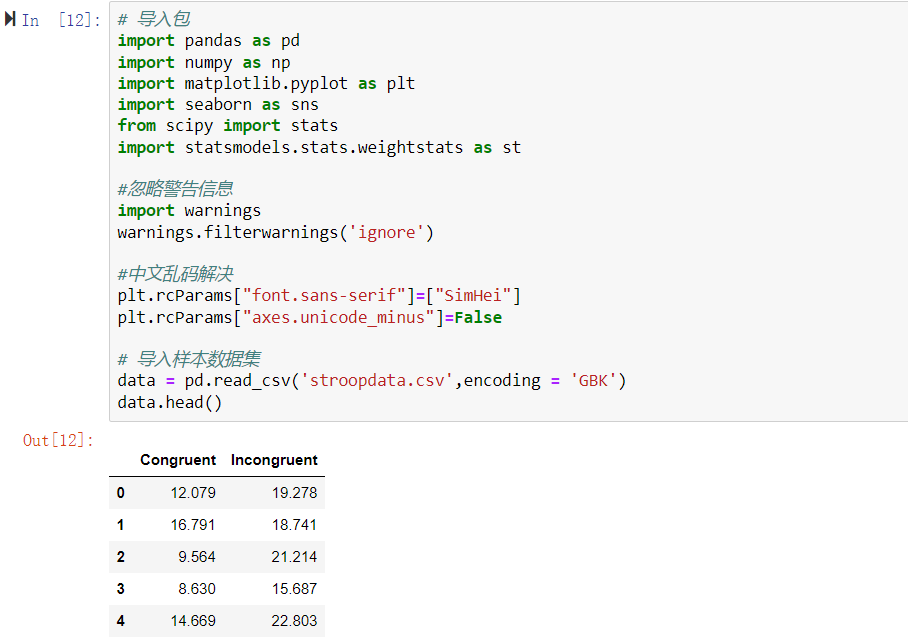 In [12]:
# 导入包
import pandas as pd
import numpy as np
import matplotlib.pyplot as plt
import seaborn as sns
from scipy import stats
import statsmodels.stats.weightstats as st
#忽略警告信息
import warnings
warnings.filterwarnings('ignore')
#中文乱码解决
plt.rcParams["font.sans-serif"]=["SimHei"]
plt.rcParams["axes.unicode_minus"]=False
# 导入样本数据集
data = pd.read_csv('stroopdata.csv',encoding = 'GBK')
data.head()
Out[12]:
Congruent Incongruent
0 12.079 19.278
1 16.791 18.741
2 9.564 21.214
3 8.630 15.687
4 14.669 22.803